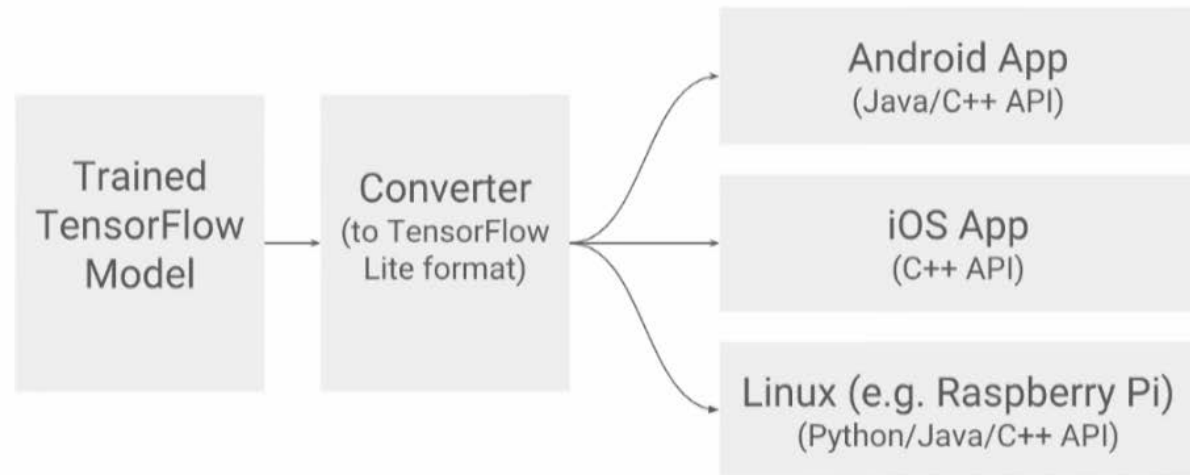 Trained
TensorFlow
Model
Converter
(to TensorFlow
Lite format)
Android App
(Java/C++ API)
iOS App
(C++ API)
Linux (e.g. Raspberry Pi)
(Python/Java/C++ API)